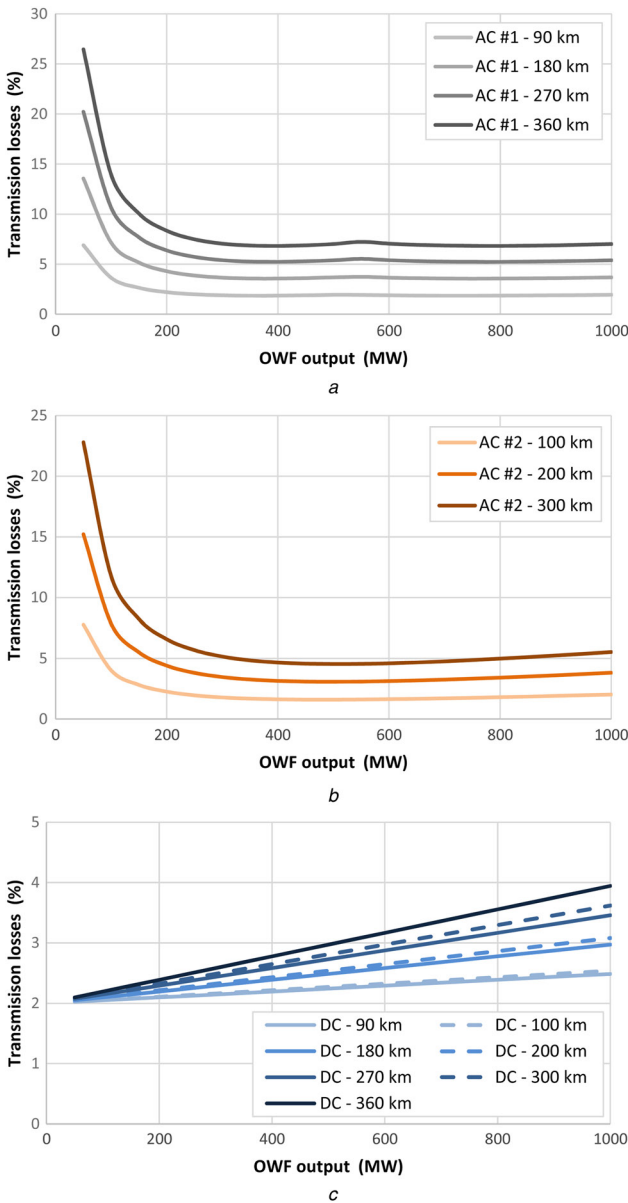 30
25
20
15
10
5
0
Transmission losses (%)
AC #1 - 90 km
AC #1 - 180 km
AC #1 - 270 km
AC #1 - 360 km
0 200 400 600 800 1000
OWF output (MW)
a
25
20
15
10
5
0
Transmission losses (%)
AC #2 - 100 km
AC #2 - 200 km
AC #2 - 300 km
0 200 400 600 800 1000
OWF output (MW)
b
5
4
3
2
1
0
Transmisison losses (%)
DC - 90 km DC - 100 km
DC - 180 km DC - 200 km
DC - 270 km DC - 300 km
DC - 360 km
0 200 400 600 800 1000
OWF output (MW)
c